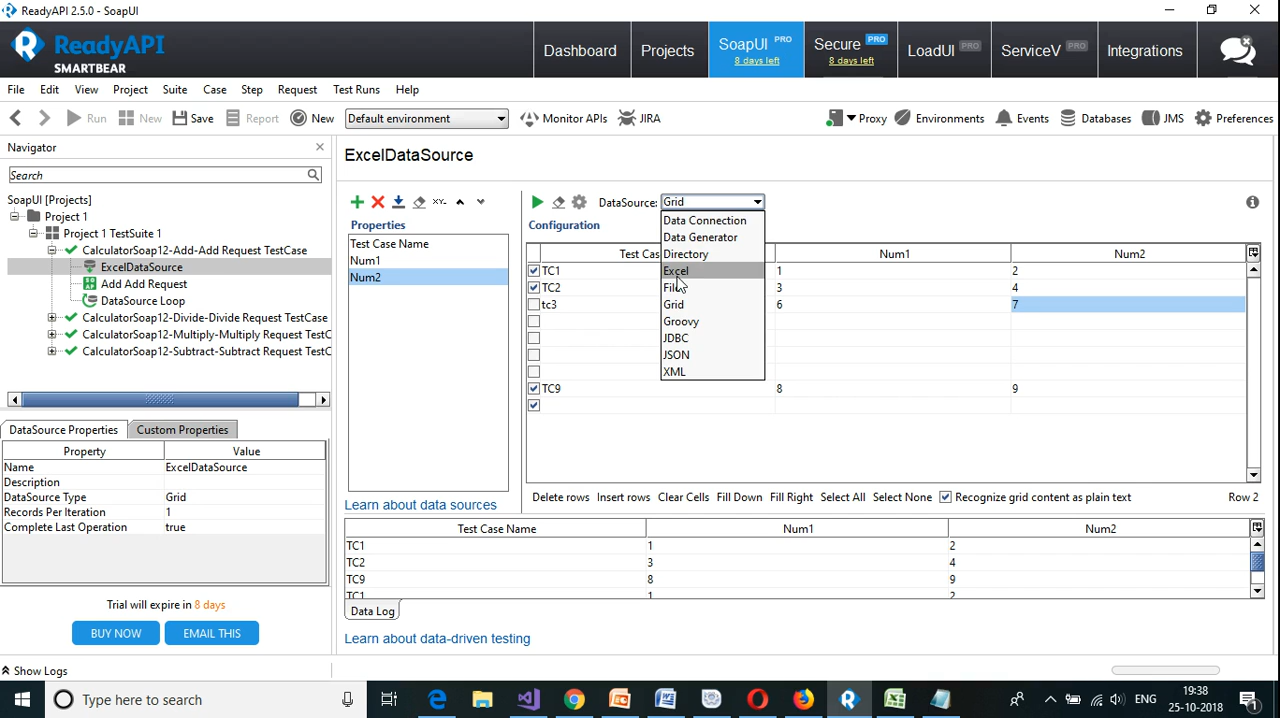 ReadyAPI 2.5.0 - SoapUI
ReadyAPI
SMARTBEAR
Dashboard
Projects
SoapUI PRO
8 days left
Secure PRO
8 days left
LoadUI PRO
ServiceV PRO
Integrations
File Edit View Project Suite Case Step Request Test Runs Help
Run New Save Report New Default environment Monitor APIs JIRA Proxy Environments Events Databases JMS Preferences
Navigator
Search
SoapUI [Projects]
Project 1
Project 1 TestSuite 1
CalculatorSoap12-Add-Add Request TestCase
ExcelDataSource
Add Add Request
DataSource Loop
CalculatorSoap12-Divide-Divide Request TestCase
CalculatorSoap12-Multiply-Multiply Request TestC
CalculatorSoap12-Subtract-Subtract Request TestC
DataSource Properties Custom Properties
Property Value
Name ExcelDataSource
Description
DataSource Type Grid
Records Per Iteration 1
Complete Last Operation true
Trial will expire in 8 days
BUY NOW EMAIL THIS
Show Logs
ExcelDataSource
Properties
Test Case Name
Num1
Num2
Learn about data sources
DataSource: Grid
Data Connection
Data Generator
Directory
Excel
File
Grid
Groovy
JDBC
JSON
XML
Configuration
Test Cas Num1 Num2
TC1 1 2
TC2 3 4
tc3 6 7
TC9 8 9
Delete rows Insert rows Clear Cells Fill Down Fill Right Select All Select None Recognize grid content as plain text Row 2
Test Case Name Num1 Num2
TC1 1 2
TC2 3 4
TC9 8 9
TC1 1 2
Data Log
Learn about data-driven testing
Type here to search
ENG
19:38
25-10-2018
1